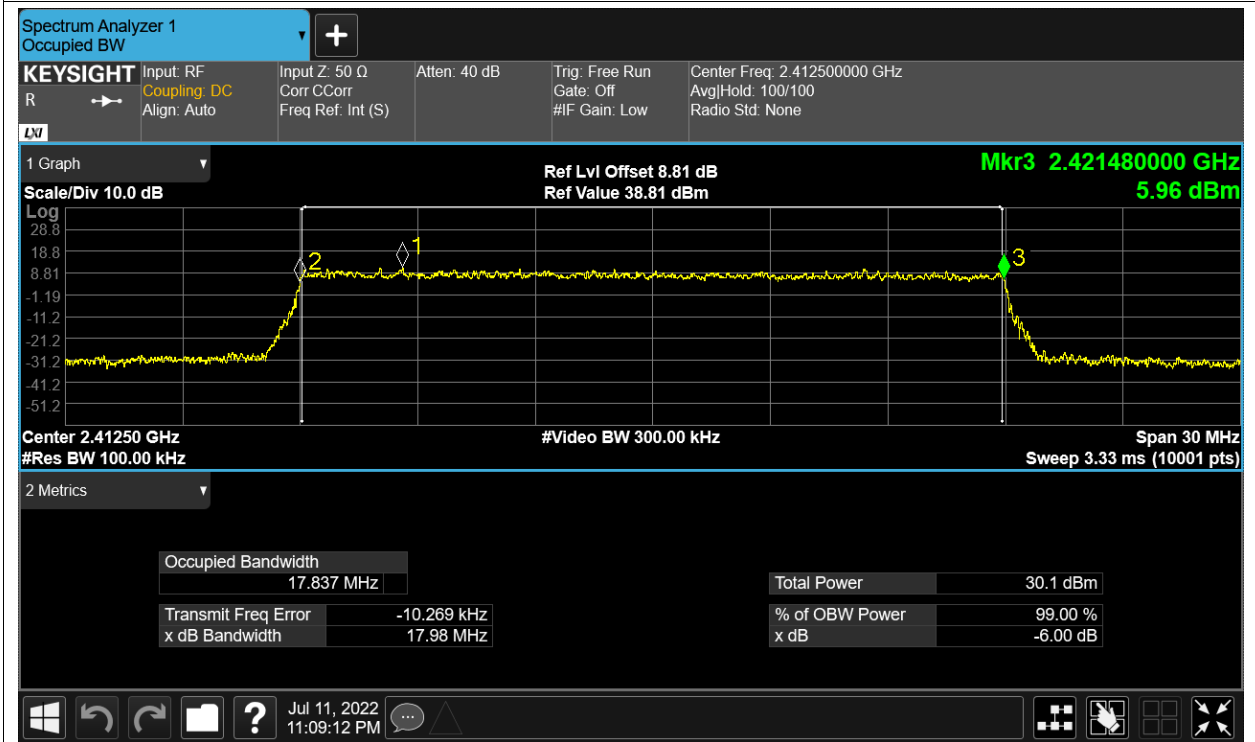 Spectrum Analyzer 1
Occupied BW
KEYSIGHT Input: RF Input Z: 50 Ω Atten: 40 dB Trig: Free Run Center Freq: 2.412500000 GHz
R Coupling: DC Corr CCorr Gate: Off Avg|Hold: 100/100
Align: Auto Freq Ref: Int (S) #IF Gain: Low Radio Std: None
LXI
1 Graph Ref Lvl Offset 8.81 dB Mkr3 2.421480000 GHz
Scale/Div 10.0 dB Ref Value 38.81 dBm 5.96 dBm
Log
28.8
18.8
8.81
-1.19
-11.2
-21.2
-31.2
-41.2
-51.2
1
2
3
Center 2.41250 GHz #Video BW 300.00 kHz Span 30 MHz
#Res BW 100.00 kHz Sweep 3.33 ms (10001 pts)
2 Metrics
Occupied Bandwidth
17.837 MHz Total Power 30.1 dBm
Transmit Freq Error -10.269 kHz % of OBW Power 99.00 %
x dB Bandwidth 17.98 MHz x dB -6.00 dB
? Jul 11, 2022
11:09:12 PM